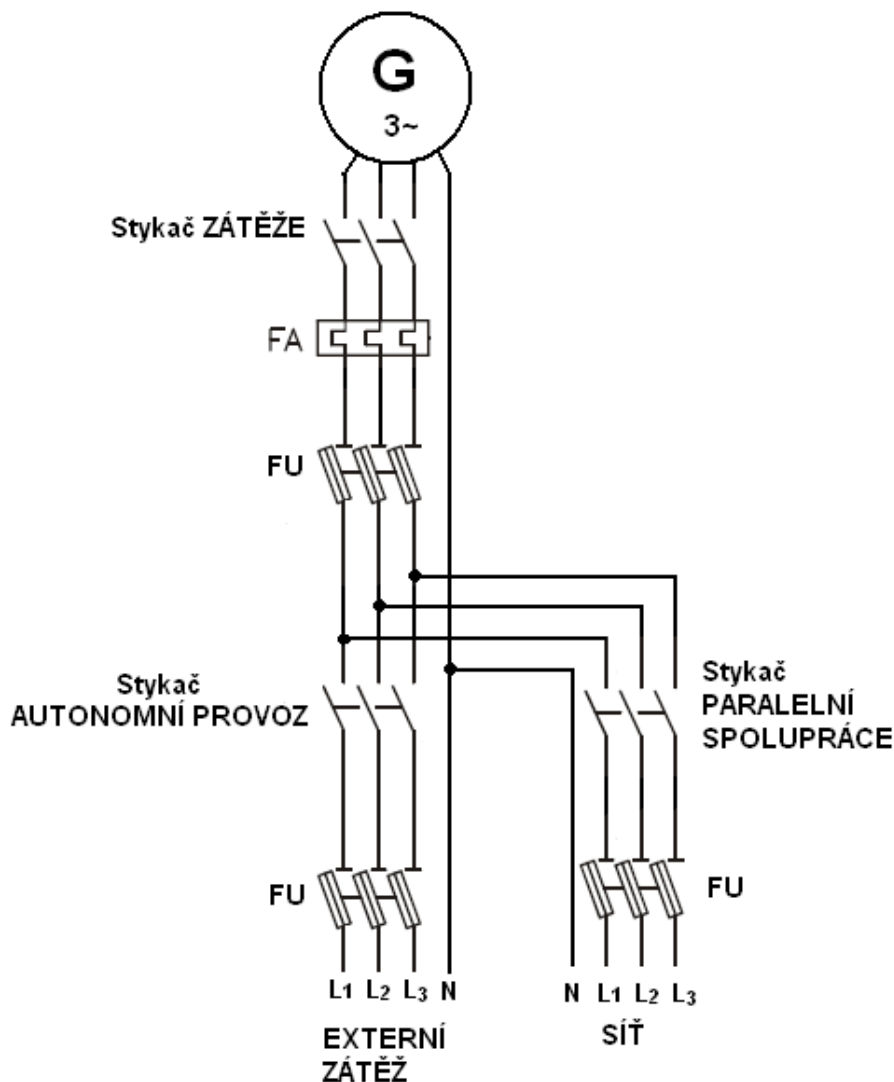 G
3~
Stykač ZÁTĚŽE
FA
FU
Stykač
AUTONOMNÍ PROVOZ
Stykač
PARALELNÍ
SPOLUPRÁCE
FU
FU
L1 L2 L3 N
N L1 L2 L3
EXTERNÍ
ZÁTĚŽ
SÍŤ